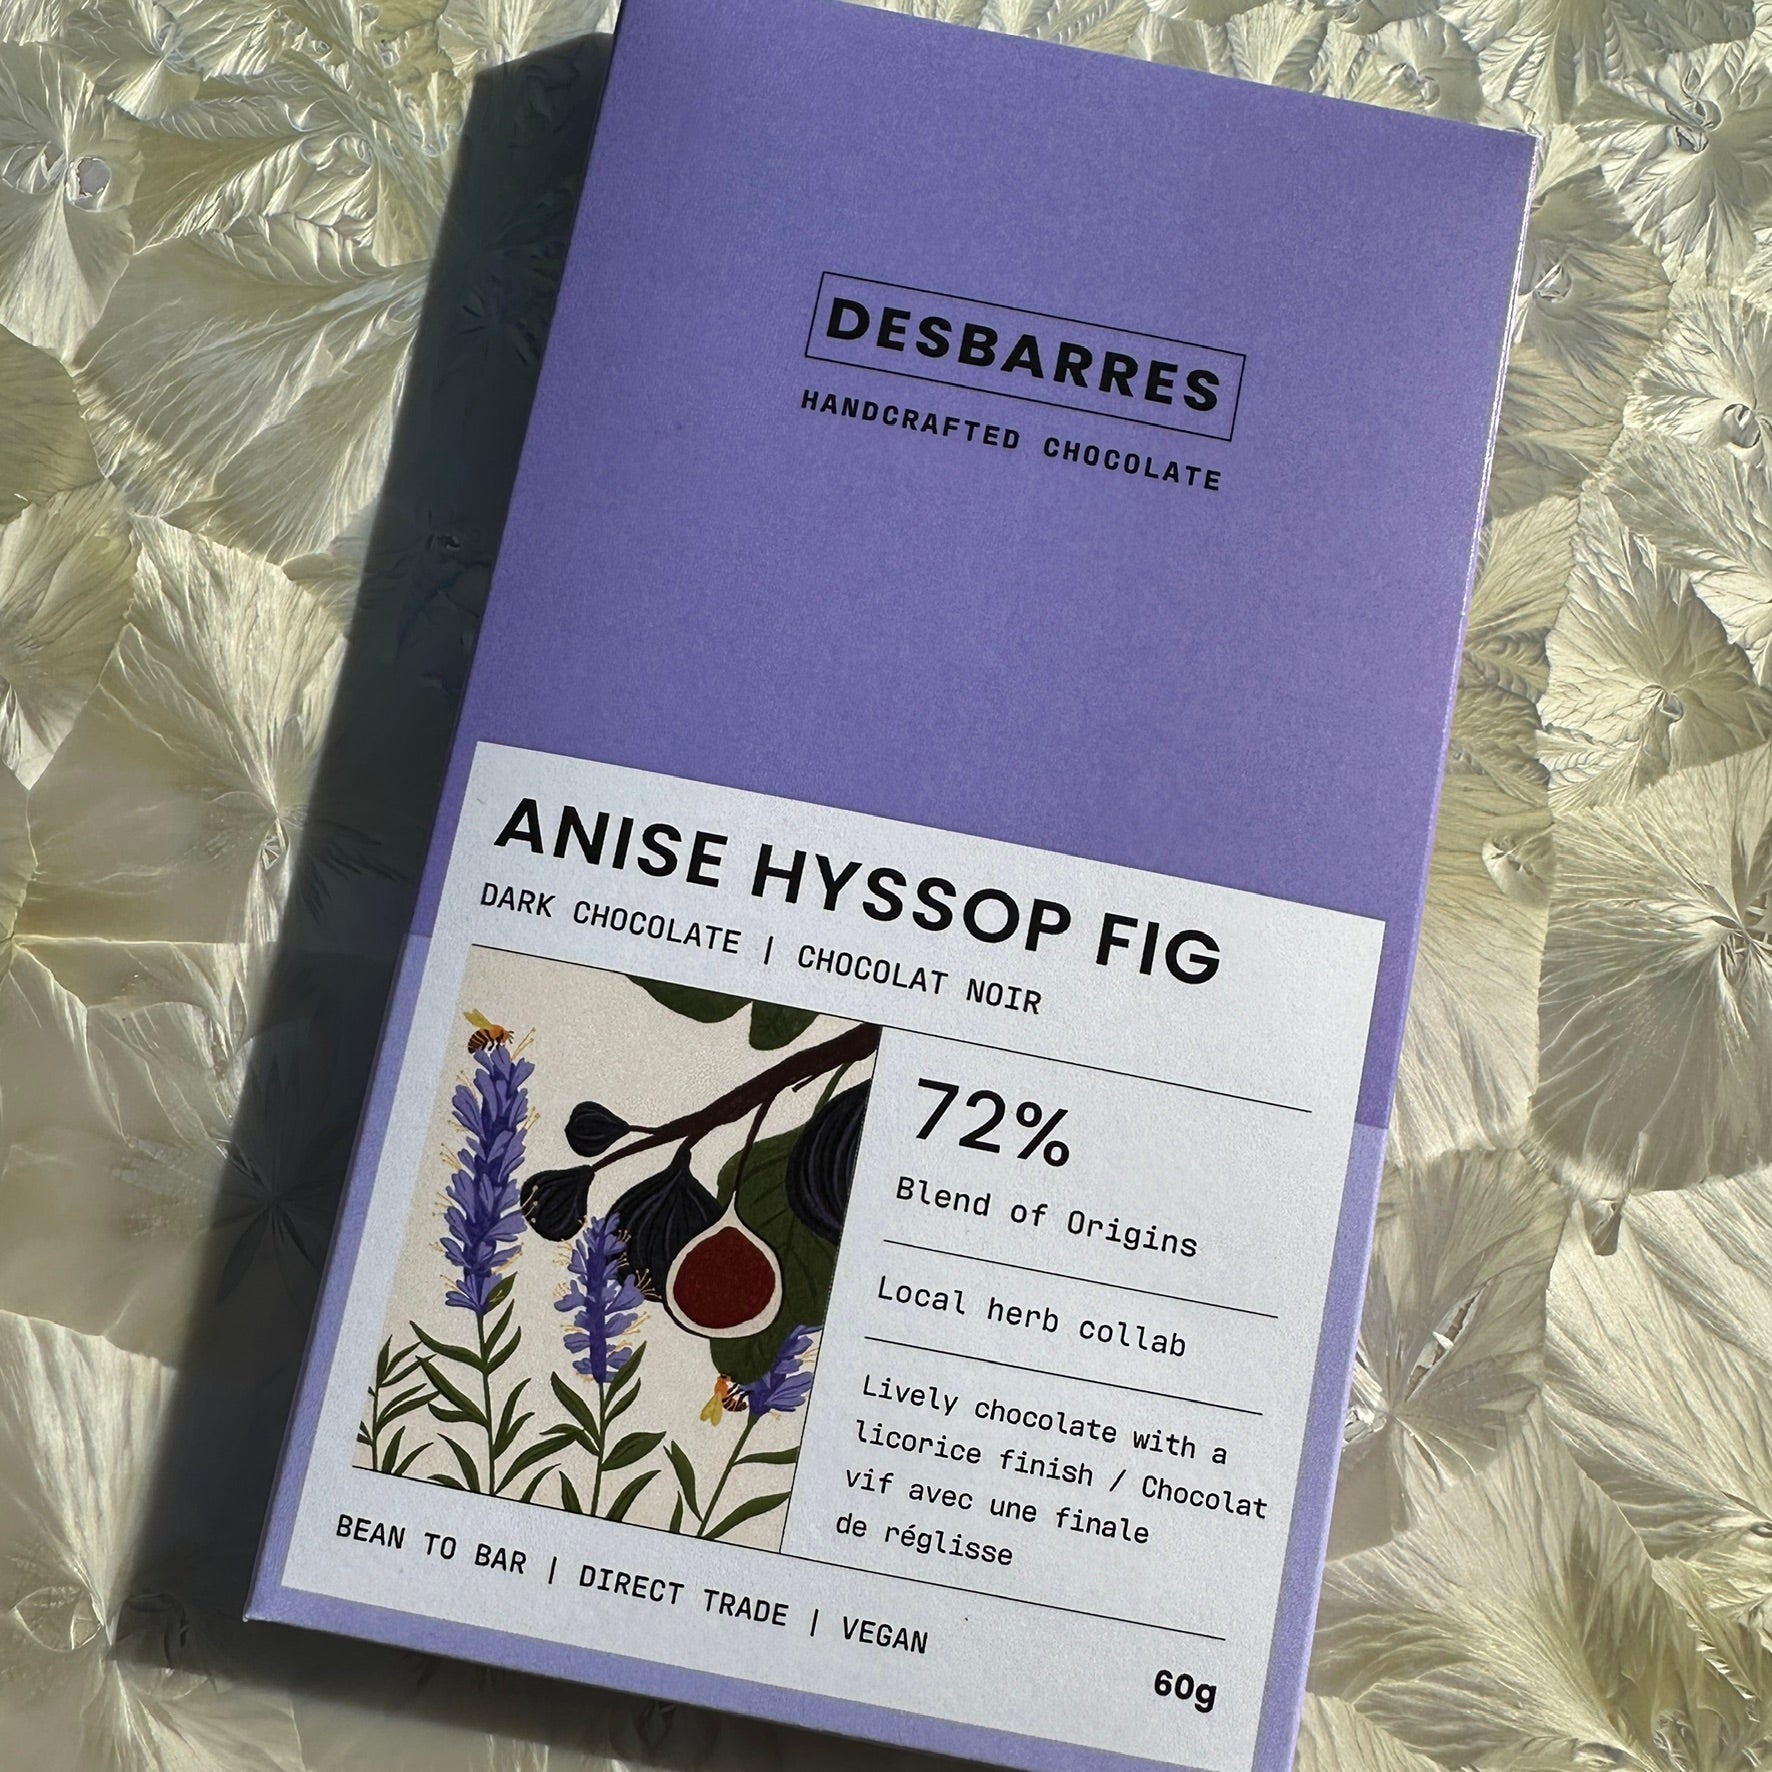 DESBARRES
HANDCRAFTED CHOCOLATE
ANISE HYSSOP FIG
DARK CHOCOLATE | CHOCOLAT NOIR
72%
Blend of Origins
Local herb collab
Lively chocolate with a
licorice finish / Chocolat
vif avec une finale
de réglisse
BEAN TO BAR | DIRECT TRADE | VEGAN
60g